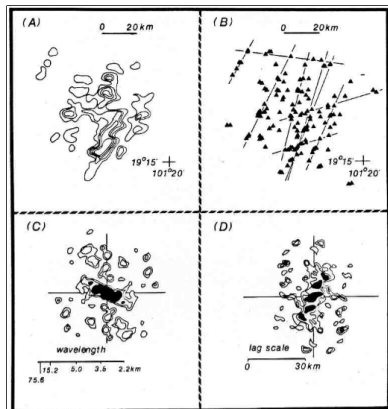 (A)
0 20km
19°15'
101°20'
(B)
0 20km
19°15'
101°20'
(C)
wavelength
15.2 5.0 3.5 2.2km
75.6
(D)
lag scale
0 30km